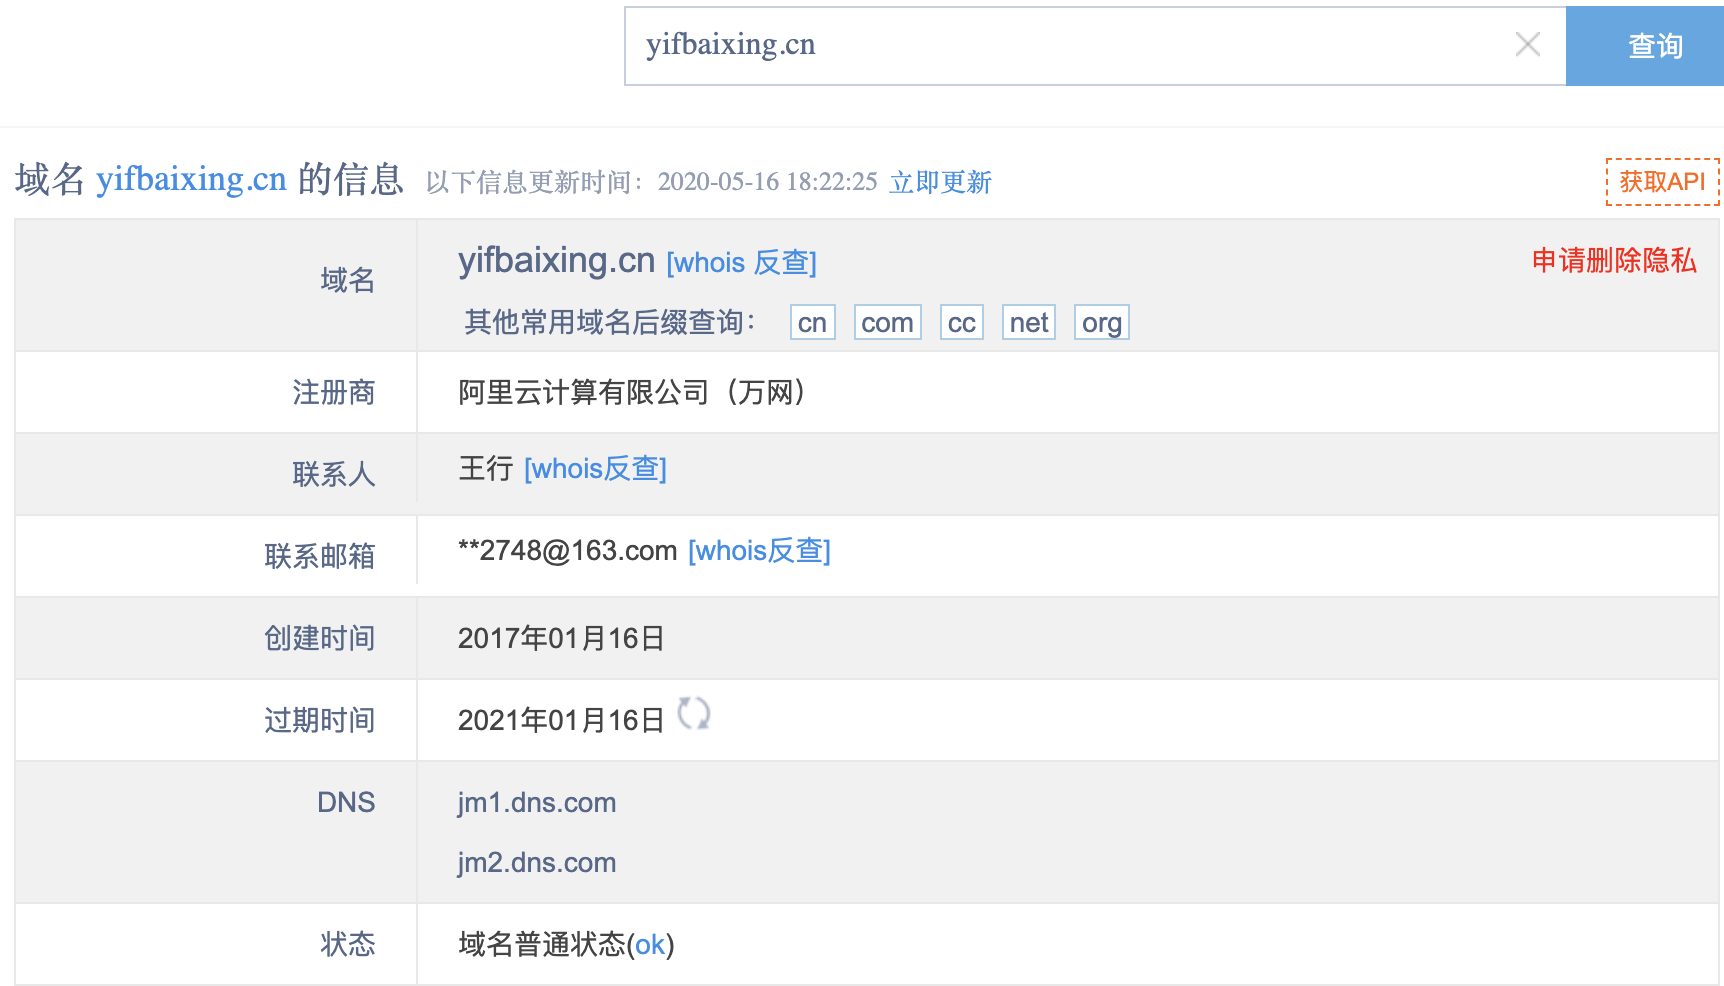 yifbaixing.cn 查询
域名 yifbaixing.cn 的信息 以下信息更新时间：2020-05-16 18:22:25 立即更新 获取API
域名 yifbaixing.cn [whois 反查] 申请删除隐私
其他常用域名后缀查询： cn com cc net org
注册商 阿里云计算有限公司（万网）
联系人 王行 [whois反查]
联系邮箱 **2748@163.com [whois反查]
创建时间 2017年01月16日
过期时间 2021年01月16日
DNS jm1.dns.com
jm2.dns.com
状态 域名普通状态(ok)